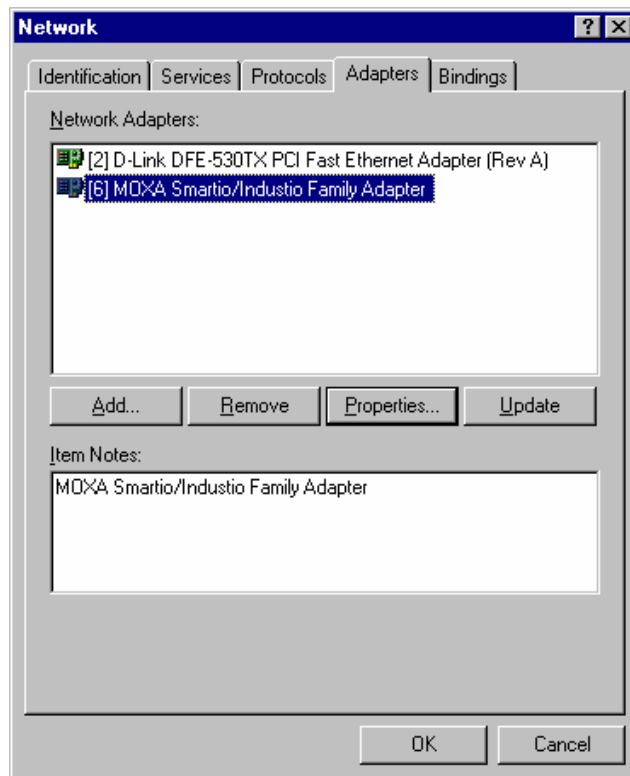 Network
Identification Services Protocols Adapters Bindings
Network Adapters:
[2] D-Link DFE-530TX PCI Fast Ethernet Adapter (Rev A)
[6] MOXA Smartio/Industio Family Adapter
Add... Remove Properties... Update
Item Notes:
MOXA Smartio/Industio Family Adapter
OK Cancel